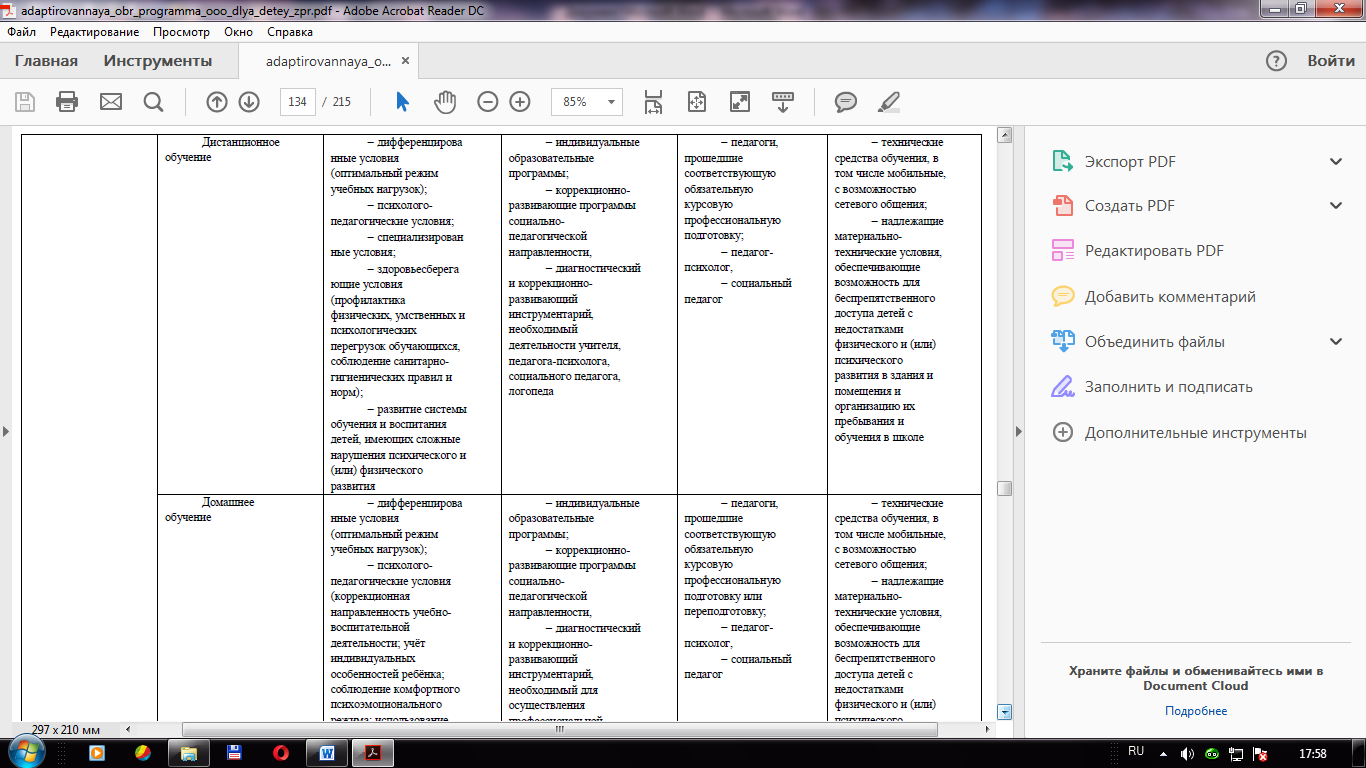 adaptirovannaya_obr_programma_ooo_dlya_detey_zpr.pdf - Adobe Acrobat Reader DC
Файл Редактирование Просмотр Окно Справка
Главная Инструменты adaptirovannaya_o... × Войти
134 / 215 85%
Дистанционное
обучение
– дифференцирова
нные условия
(оптимальный режим
учебных нагрузок);
– психолого-
педагогические условия;
– специализирован
ные условия;
– здоровьесберега
ющие условия
(профилактика
физических, умственных и
психологических
перегрузок обучающихся,
соблюдение санитарно-
гигиенических правил и
норм);
– развитие системы
обучения и воспитания
детей, имеющих сложные
нарушения психического и
(или) физического
развития
– индивидуальные
образовательные
программы;
– коррекционно-
развивающие программы
социально-
педагогической
направленности,
– диагностический
и коррекционно-
развивающий
инструментарий,
необходимый
деятельности учителя,
педагога-психолога,
социального педагога,
логопеда
– педагоги,
прошедшие
соответствующую
обязательную
курсовую
профессиональную
подготовку;
– педагог-
психолог,
– социальный
педагог
– технические
средства обучения, в
том числе мобильные,
с возможностью
сетевого общения;
– надлежащие
материально-
технические условия,
обеспечивающие
возможность для
беспрепятственного
доступа детей с
недостатками
физического и (или)
психического
развития в здания и
помещения и
организацию их
пребывания и
обучения в школе
Домашнее
обучение
– дифференцирова
нные условия
(оптимальный режим
учебных нагрузок);
– психолого-
педагогические условия
(коррекционная
направленность учебно-
воспитательной
деятельности; учёт
индивидуальных
особенностей ребёнка;
соблюдение комфортного
психоэмоционального
режима; использование
– индивидуальные
образовательные
программы;
– коррекционно-
развивающие программы
социально-
педагогической
направленности,
– диагностический
и коррекционно-
развивающий
инструментарий,
необходимый для
осуществления
профессиональной
– педагоги,
прошедшие
соответствующую
обязательную
курсовую
профессиональную
подготовку или
переподготовку;
– педагог-
психолог,
– социальный
педагог
– технические
средства обучения, в
том числе мобильные,
с возможностью
сетевого общения;
– надлежащие
материально-
технические условия,
обеспечивающие
возможность для
беспрепятственного
доступа детей с
недостатками
физического и (или)
психического
Экспорт PDF
Создать PDF
Редактировать PDF
Добавить комментарий
Объединить файлы
Заполнить и подписать
Дополнительные инструменты
Храните файлы и обменивайтесь ими в
Document Cloud
Подробнее
297 x 210 мм
RU 17:58